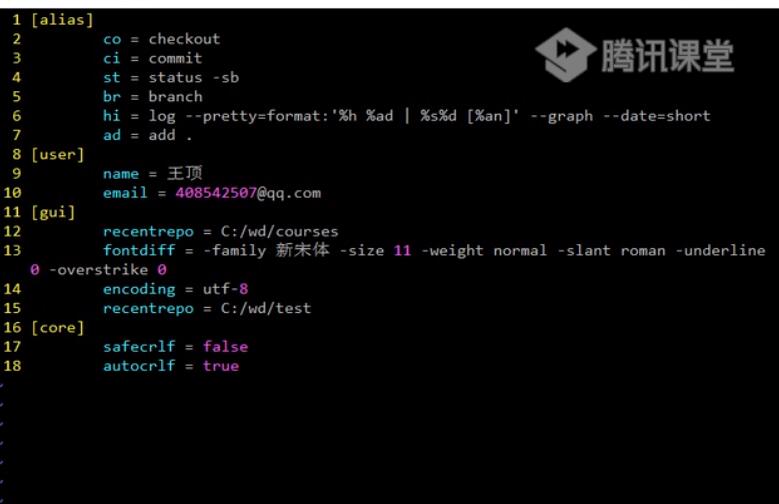 腾讯课堂
1 [alias]
2 co = checkout
3 ci = commit
4 st = status -sb
5 br = branch
6 hi = log --pretty=format:'%h %ad | %s%d [%an]' --graph --date=short
7 ad = add .
8 [user]
9 name = 王顶
10 email = 408542507@qq.com
11 [gui]
12 recentrepo = C:/wd/courses
13 fontdiff = -family 新宋体 -size 11 -weight normal -slant roman -underline
0 -overstrike 0
14 encoding = utf-8
15 recentrepo = C:/wd/test
16 [core]
17 safecrlf = false
18 autocrlf = true